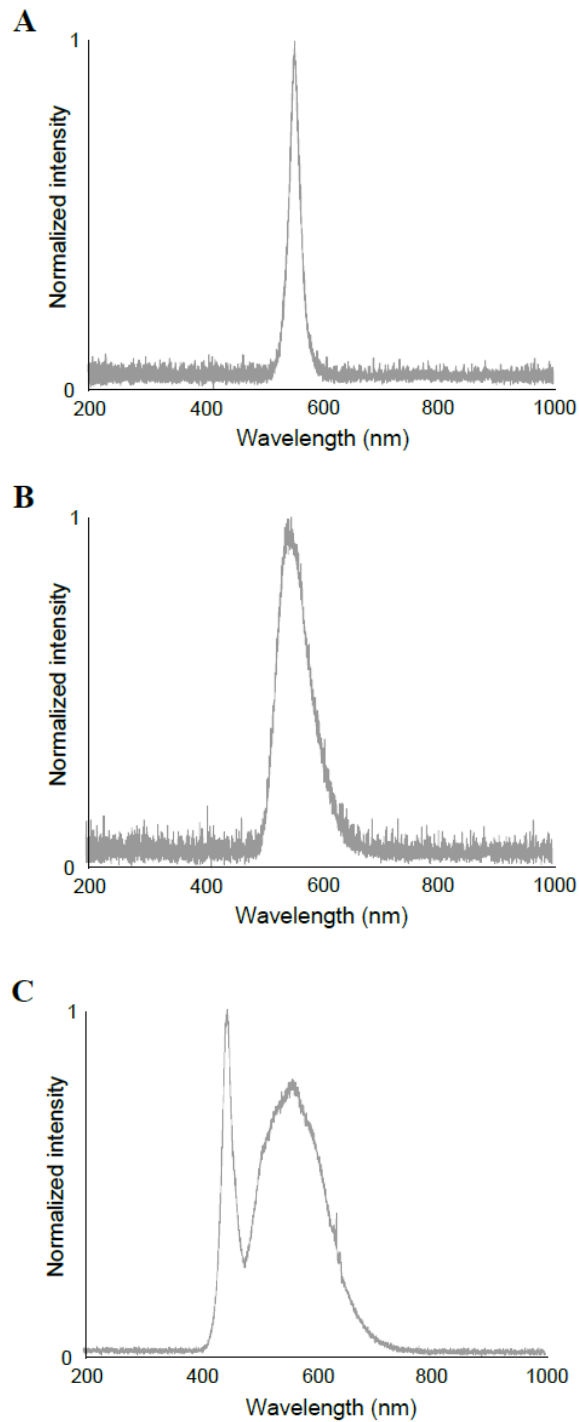 A
1
Normalized intensity
0
200 400 600 800 1000
Wavelength (nm)
B
1
Normalized intensity
0
200 400 600 800 1000
Wavelength (nm)
C
1
Normalized intensity
0
200 400 600 800 1000
Wavelength (nm)